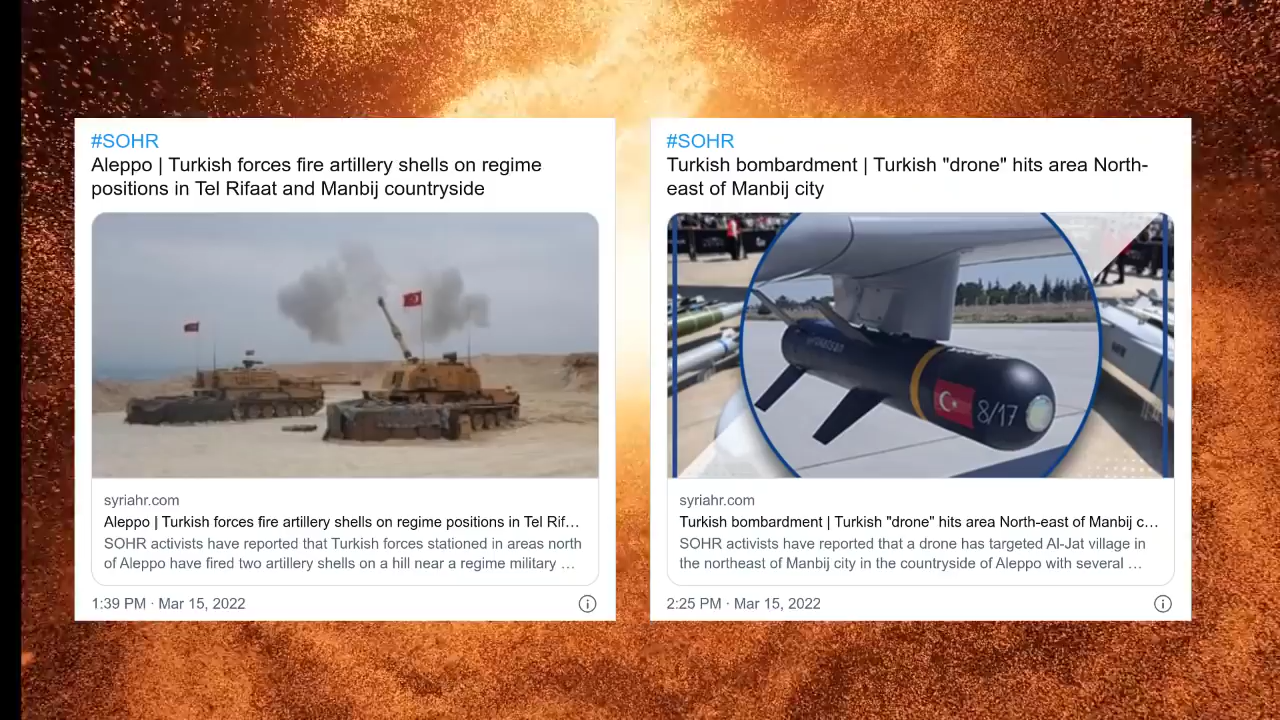 #SOHR
Aleppo | Turkish forces fire artillery shells on regime
positions in Tel Rifaat and Manbij countryside
syriahr.com
Aleppo | Turkish forces fire artillery shells on regime positions in Tel Rif...
SOHR activists have reported that Turkish forces stationed in areas north
of Aleppo have fired two artillery shells on a hill near a regime military ...
1:39 PM · Mar 15, 2022
#SOHR
Turkish bombardment | Turkish "drone" hits area North-
east of Manbij city
8/17
syriahr.com
Turkish bombardment | Turkish "drone" hits area North-east of Manbij c...
SOHR activists have reported that a drone has targeted Al-Jat village in
the northeast of Manbij city in the countryside of Aleppo with several ...
2:25 PM · Mar 15, 2022